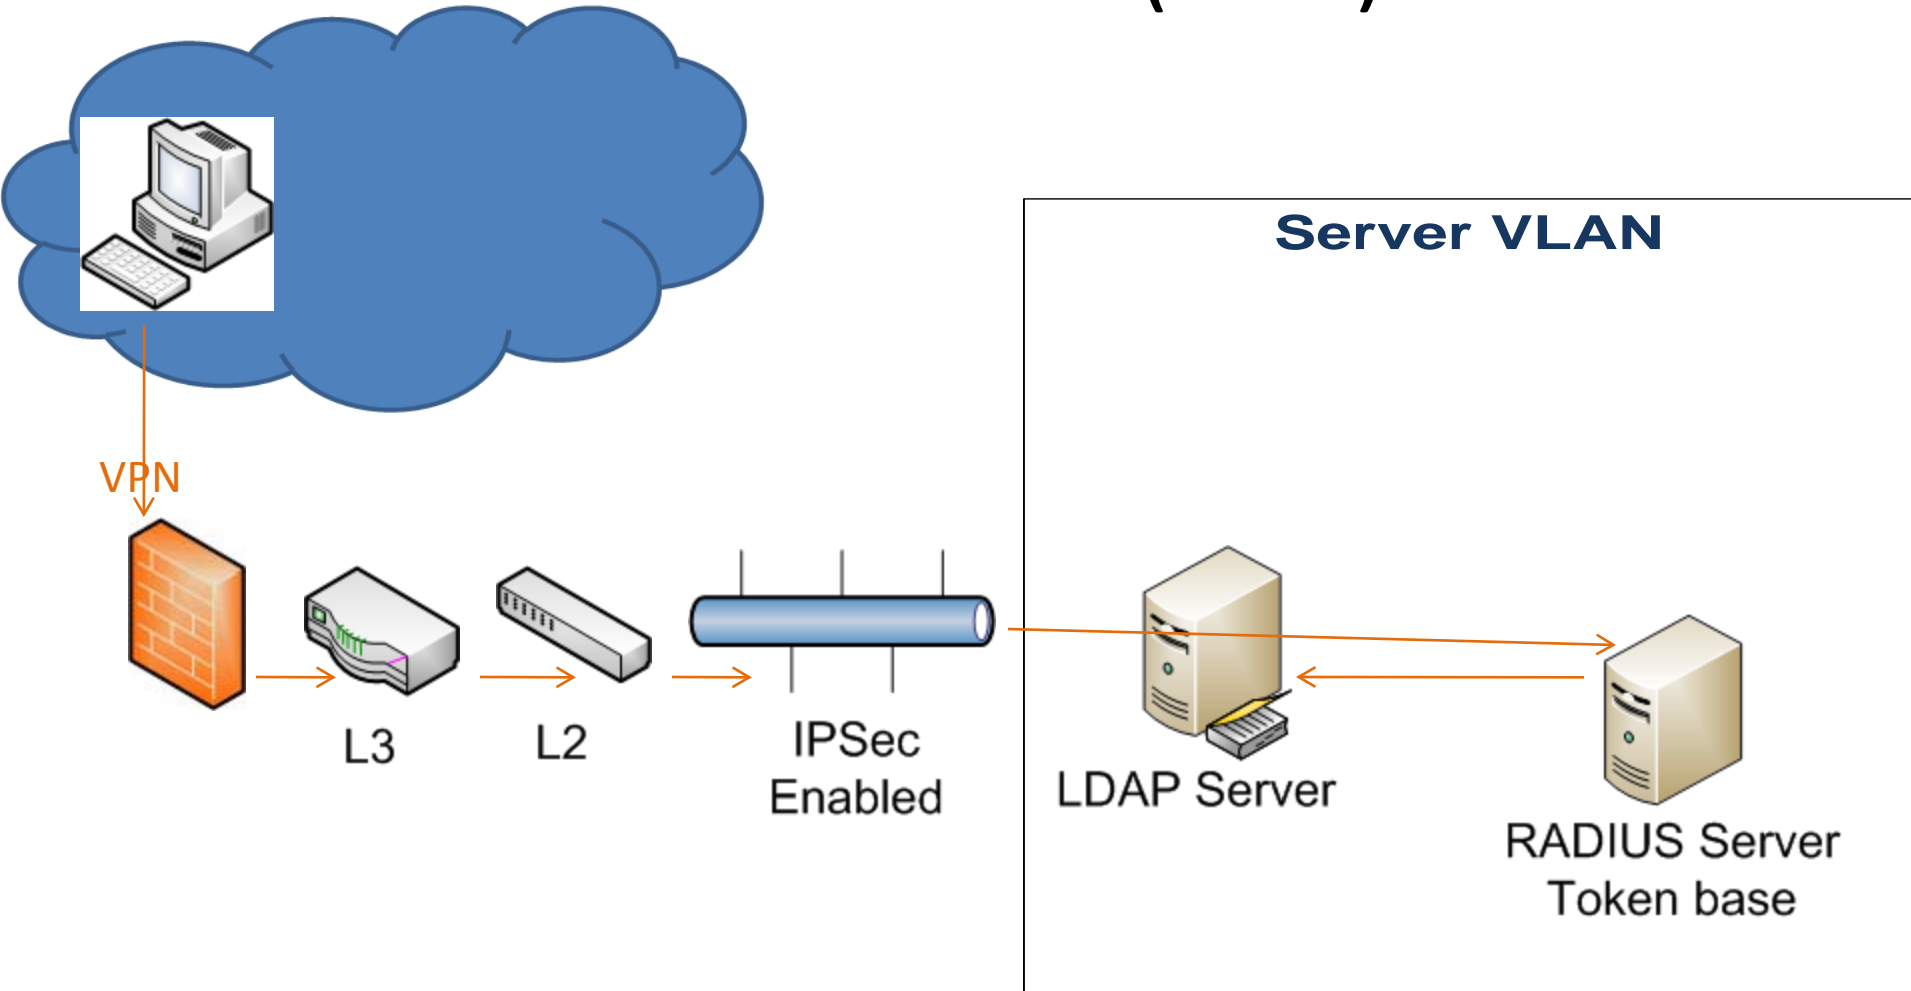 Server VLAN
VPN
L3
L2
IPSec
Enabled
LDAP Server
RADIUS Server
Token base